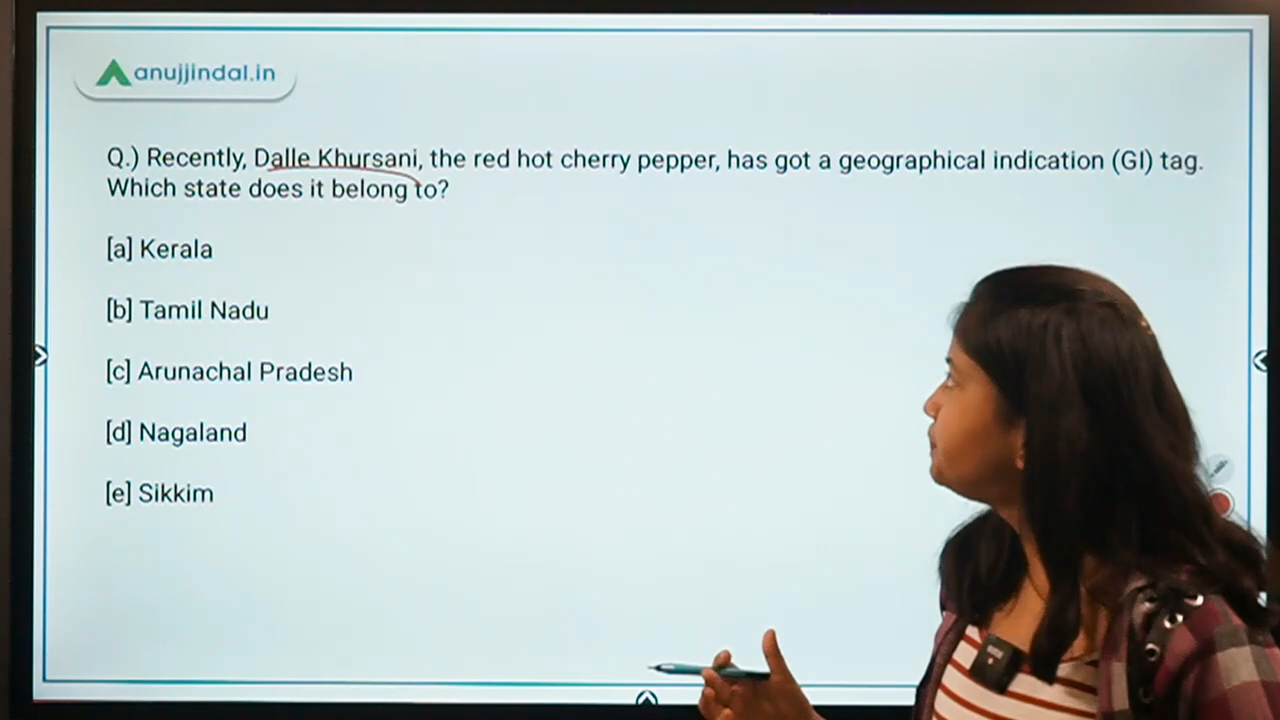 anujjindal.in
Q.) Recently, Dalle Khursani, the red hot cherry pepper, has got a geographical indication (GI) tag.
Which state does it belong to?
[a] Kerala
[b] Tamil Nadu
[c] Arunachal Pradesh
[d] Nagaland
[e] Sikkim